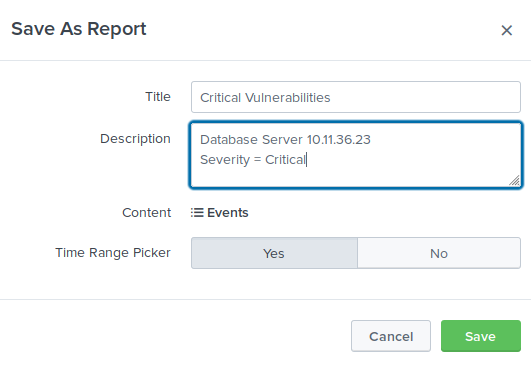 Save As Report
Title Critical Vulnerabilities
Description Database Server 10.11.36.23
Severity = Critical
Content Events
Time Range Picker Yes No
Cancel Save